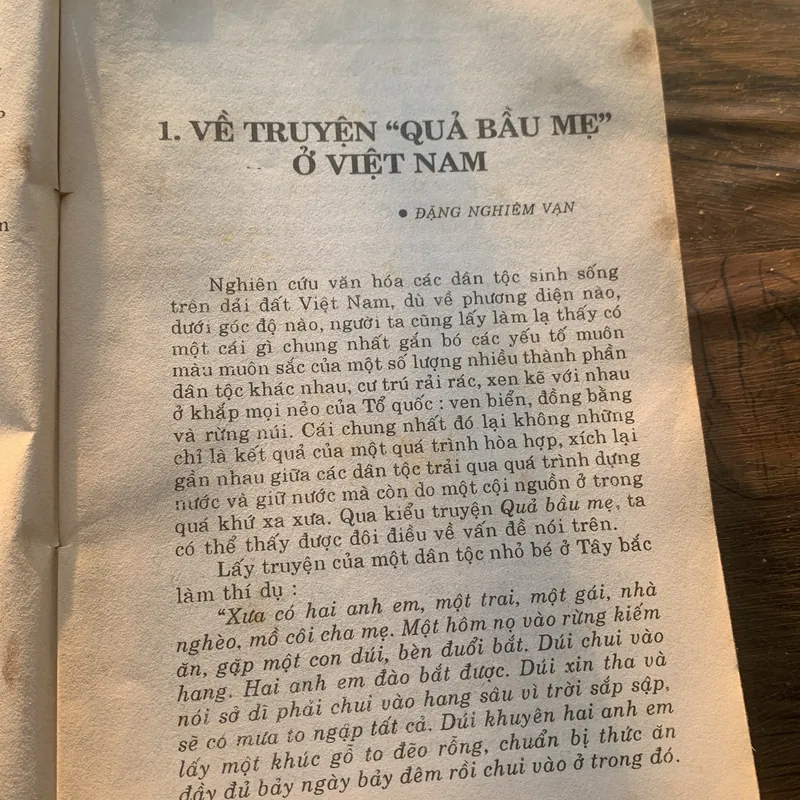 m
1. VỀ TRUYỆN “QUẢ BẦU MẸ”
Ở VIỆT NAM
• ĐẶNG NGHIÊM VẠN
Nghiên cứu văn hóa các dân tộc sinh sống
trên dải đất Việt Nam, dù về phương diện nào,
dưới góc độ nào, người ta cũng lấy làm lạ thấy có
một cái gì chung nhất gắn bó các yếu tố muôn
màu muôn sắc của một số lượng nhiều thành phần
dân tộc khác nhau, cư trú rải rác, xen kẽ với nhau
ở khắp mọi nẻo của Tổ quốc : ven biển, đồng bằng
và rừng núi. Cái chung nhất đó lại không những
chỉ là kết quả của một quá trình hòa hợp, xích lại
gần nhau giữa các dân tộc trải qua quá trình dựng
nước và giữ nước mà còn do một cội nguồn ở trong
quá khứ xa xưa. Qua kiểu truyện Quả bầu mẹ, ta
có thể thấy được đôi điều về vấn đề nói trên.
Lấy truyện của một dân tộc nhỏ bé ở Tây bắc
làm thí dụ :
“Xưa có hai anh em, một trai, một gái, nhà
nghèo, mồ côi cha mẹ. Một hôm nọ vào rừng kiếm
ăn, gặp một con dúi, bèn đuổi bắt. Dúi chui vào
hang. Hai anh em đào bắt được. Dúi xin tha và
nói sở dĩ phải chui vào hang sâu vì trời sắp sập,
sẽ có mưa to ngập tất cả. Dúi khuyên hai anh em
lấy một khúc gỗ to đẽo rỗng, chuẩn bị thức ăn
đầy đủ bảy ngày bảy đêm rồi chui vào ở trong đó.